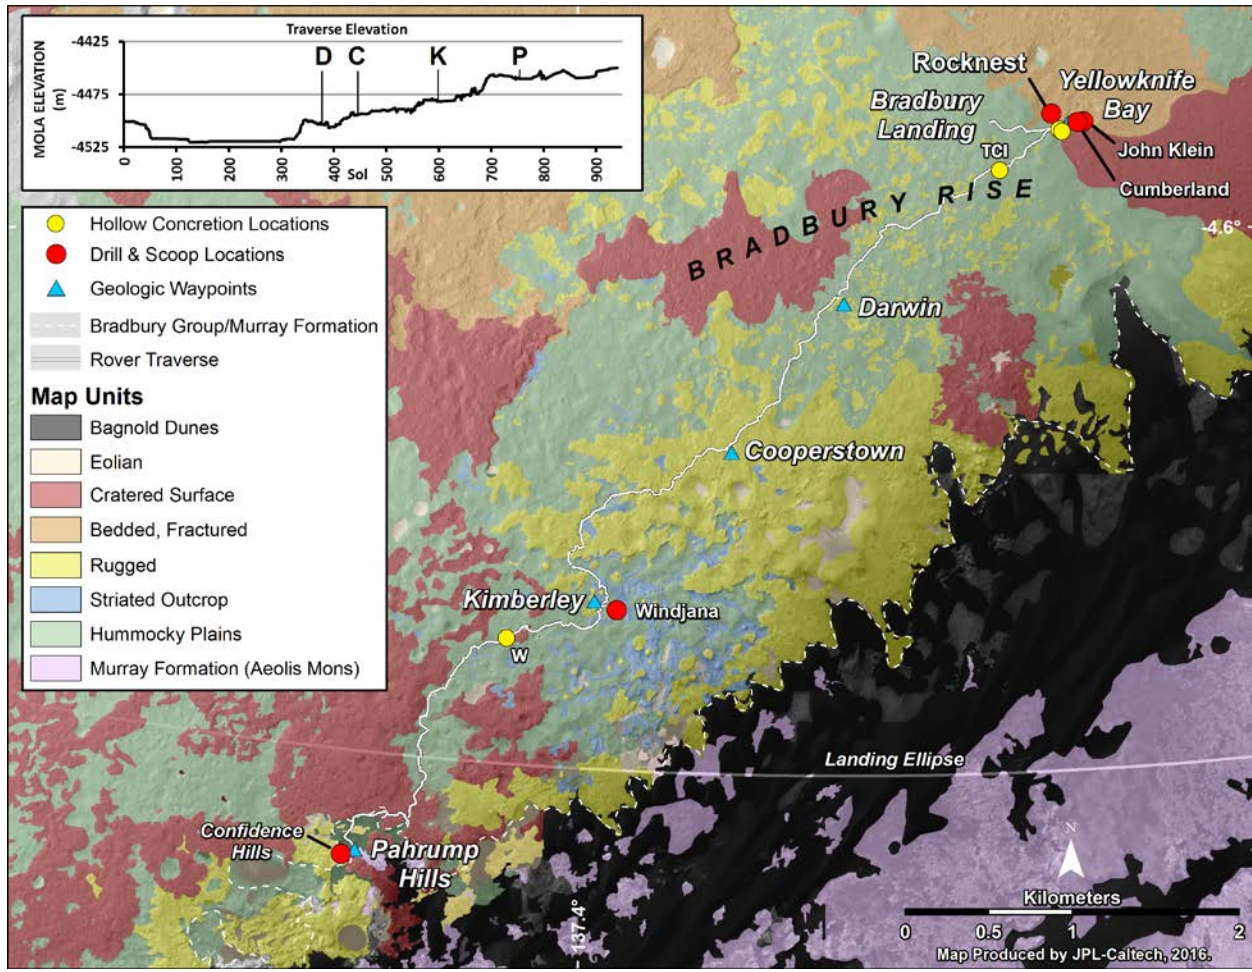 Traverse Elevation
-4425
-4475
-4525
MOLA ELEVATION
(m)
D C K P
0 100 200 300 400 500 600 700 800 900
Sol
Hollow Concretion Locations
Drill & Scoop Locations
Geologic Waypoints
Bradbury Group/Murray Formation
Rover Traverse
Map Units
Bagnold Dunes
Eolian
Cratered Surface
Bedded, Fractured
Rugged
Striated Outcrop
Hummocky Plains
Murray Formation (Aeolis Mons)
Rocknest
Yellowknife
Bay
Bradbury
Landing
TCI
John Klein
Cumberland
BRADBURY RISE
-4.6°
Darwin
Cooperstown
Kimberley
Windjana
W
Landing Ellipse
Confidence
Hills
Pahrump
Hills
137.4°
N
Kilometers
0 0.5 1 2
Map Produced by JPL-Caltech, 2016.